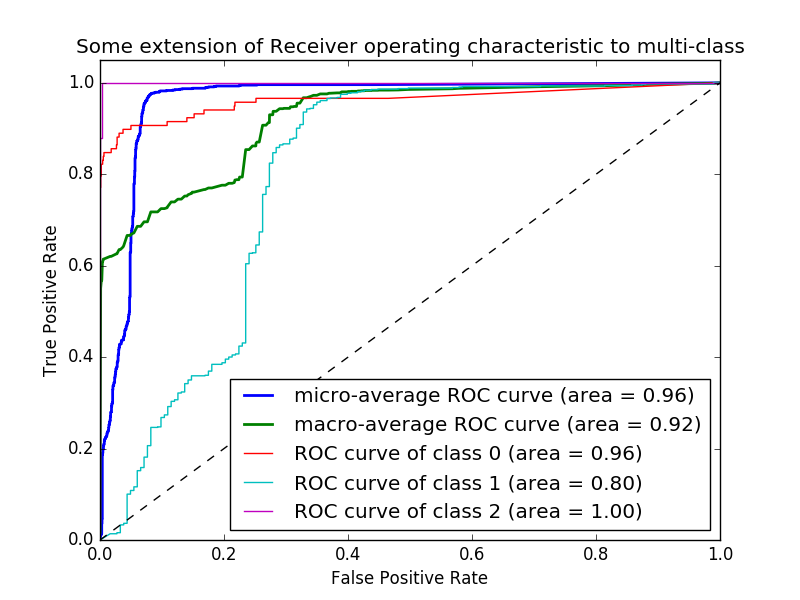 Some extension of Receiver operating characteristic to multi-class
1.0
0.8
0.6
0.4
0.2
0.0
True Positive Rate
micro-average ROC curve (area = 0.96)
macro-average ROC curve (area = 0.92)
ROC curve of class 0 (area = 0.96)
ROC curve of class 1 (area = 0.80)
ROC curve of class 2 (area = 1.00)
0.0 0.2 0.4 0.6 0.8 1.0
False Positive Rate